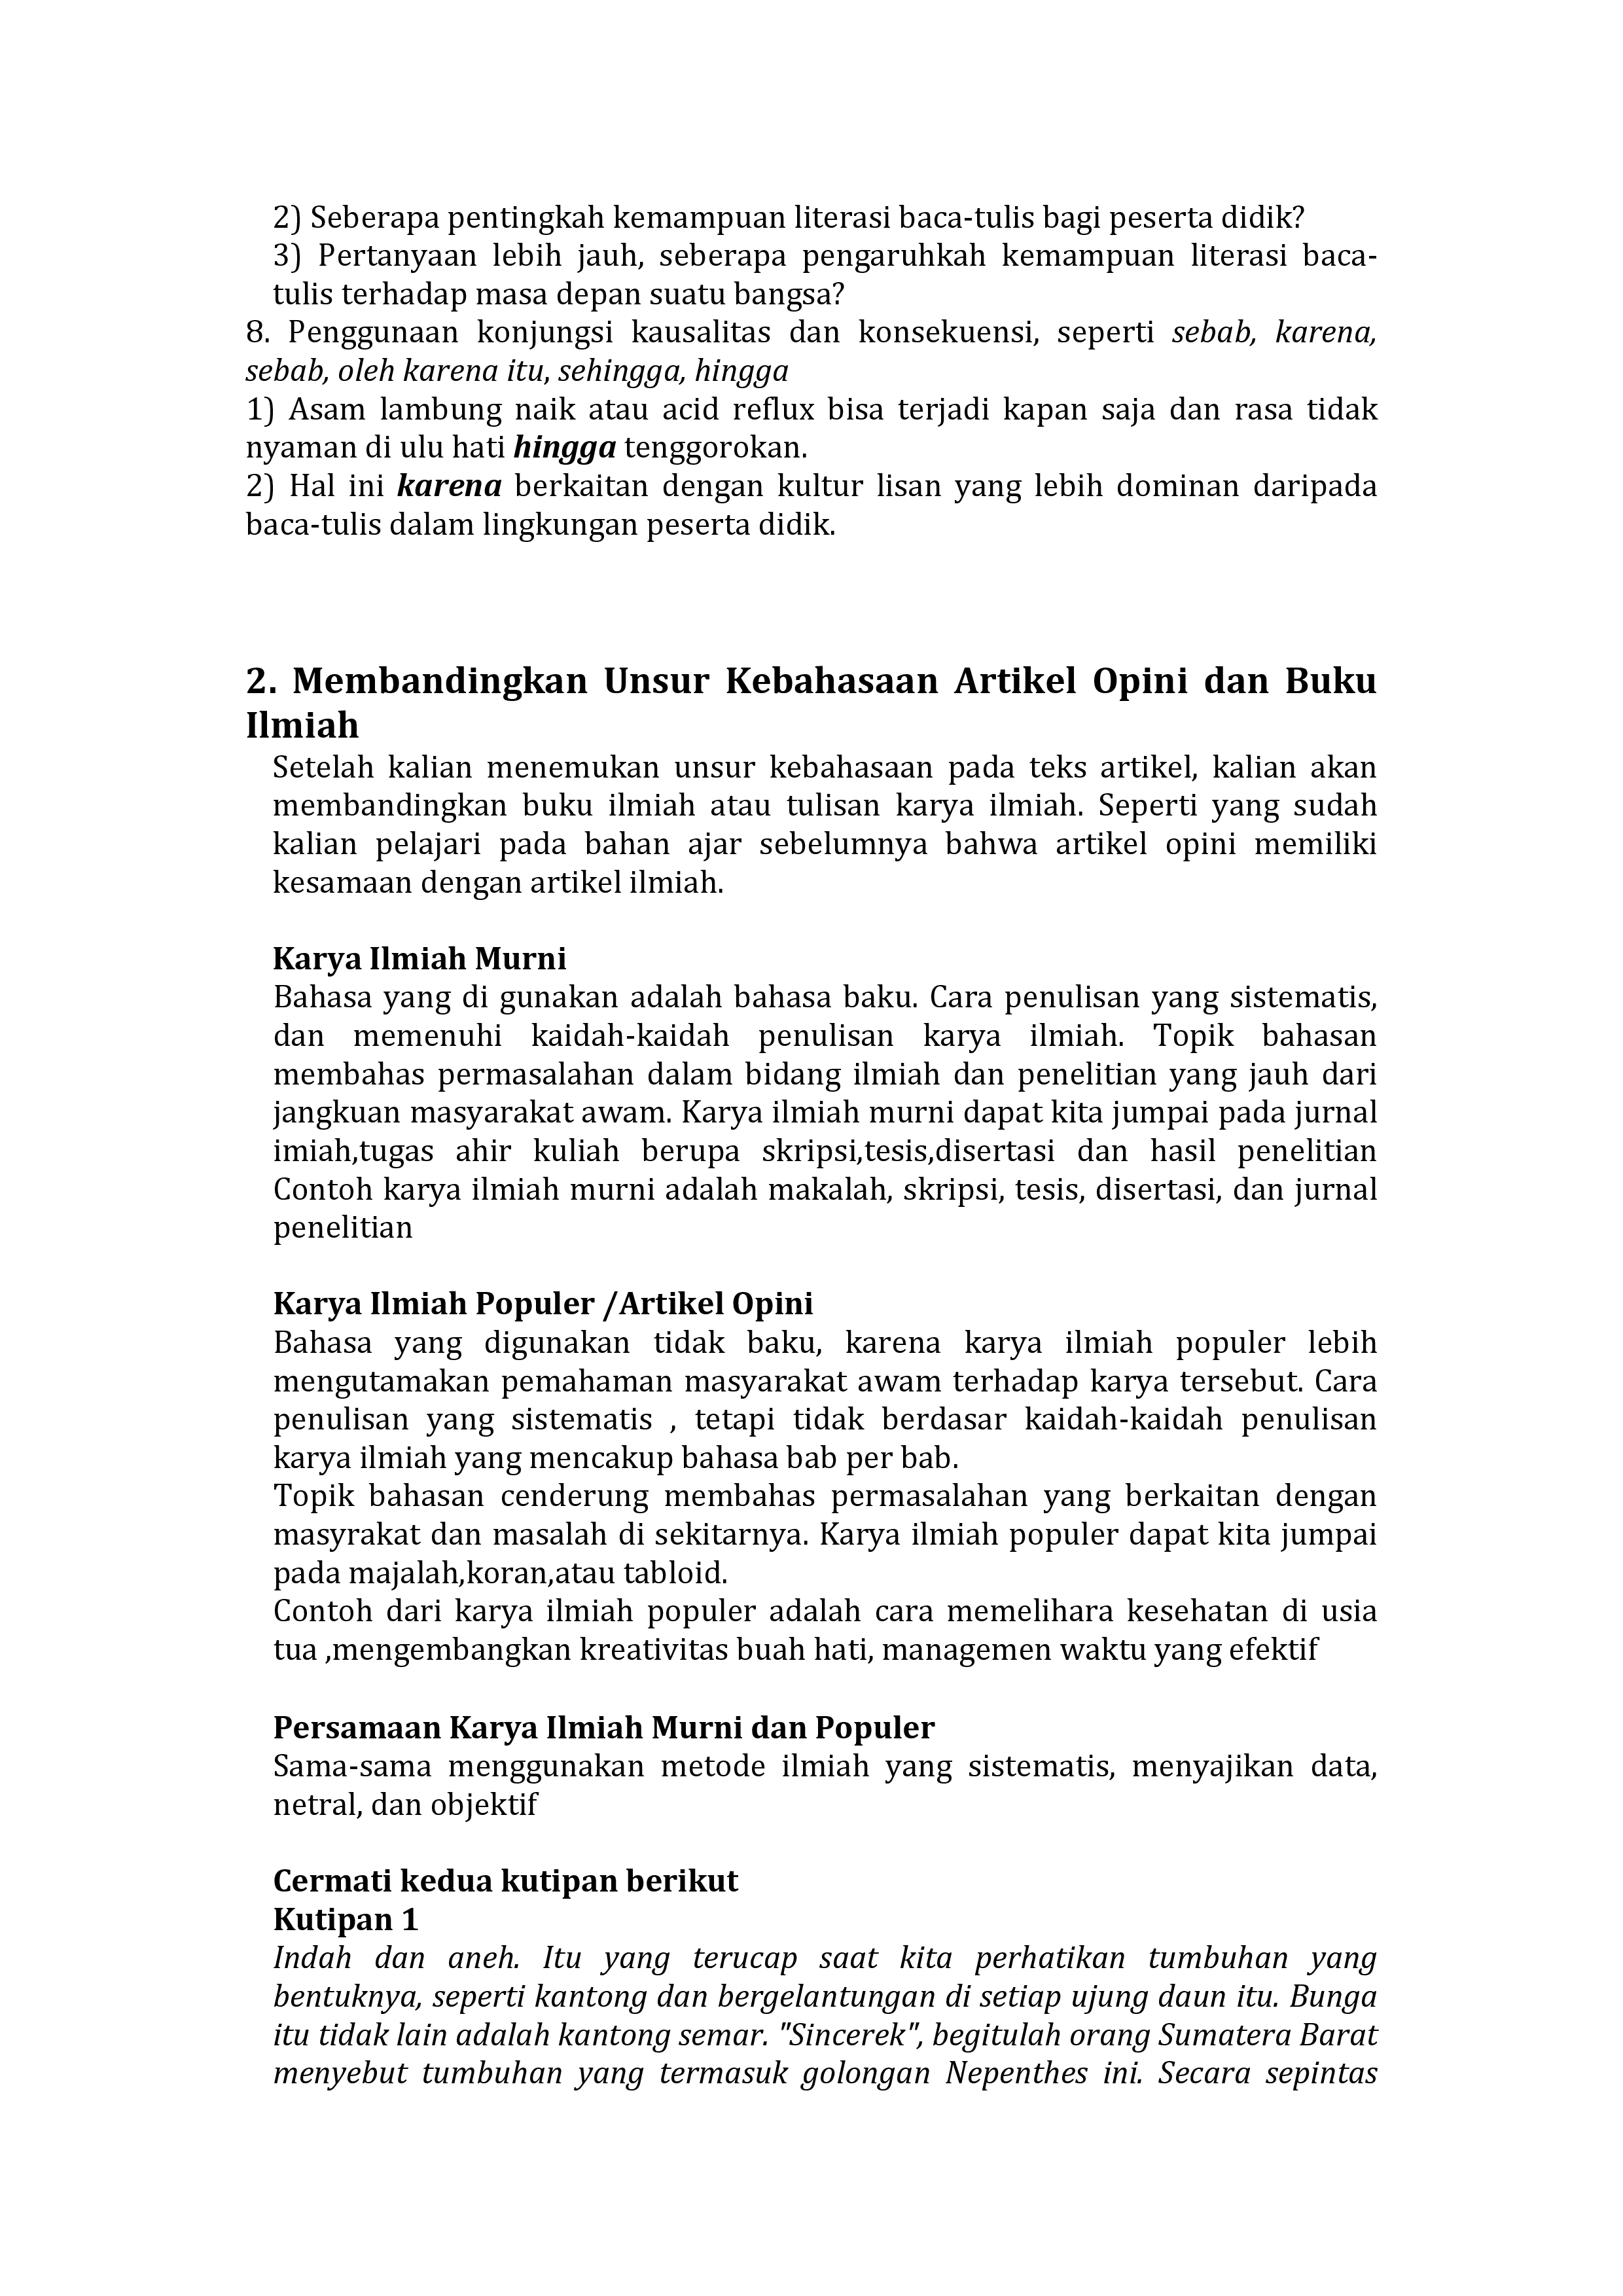 2) Seberapa pentingkah kemampuan literasi baca-tulis bagi peserta didik?
3) Pertanyaan lebih jauh, seberapa pengaruhkah kemampuan literasi baca-
tulis terhadap masa depan suatu bangsa?
8. Penggunaan konjungsi kausalitas dan konsekuensi, seperti sebab, karena,
sebab, oleh karena itu, sehingga, hingga
1) Asam lambung naik atau acid reflux bisa terjadi kapan saja dan rasa tidak
nyaman di ulu hati hingga tenggorokan.
2) Hal ini karena berkaitan dengan kultur lisan yang lebih dominan daripada
baca-tulis dalam lingkungan peserta didik.
2. Membandingkan Unsur Kebahasaan Artikel Opini dan Buku
Ilmiah
Setelah kalian menemukan unsur kebahasaan pada teks artikel, kalian akan
membandingkan buku ilmiah atau tulisan karya ilmiah. Seperti yang sudah
kalian pelajari pada bahan ajar sebelumnya bahwa artikel opini memiliki
kesamaan dengan artikel ilmiah.
Karya Ilmiah Murni
Bahasa yang di gunakan adalah bahasa baku. Cara penulisan yang sistematis,
dan memenuhi kaidah-kaidah penulisan karya ilmiah. Topik bahasan
membahas permasalahan dalam bidang ilmiah dan penelitian yang jauh dari
jangkuan masyarakat awam. Karya ilmiah murni dapat kita jumpai pada jurnal
imiah,tugas ahir kuliah berupa skripsi,tesis,disertasi dan hasil penelitian
Contoh karya ilmiah murni adalah makalah, skripsi, tesis, disertasi, dan jurnal
penelitian
Karya Ilmiah Populer /Artikel Opini
Bahasa yang digunakan tidak baku, karena karya ilmiah populer lebih
mengutamakan pemahaman masyarakat awam terhadap karya tersebut. Cara
penulisan yang sistematis , tetapi tidak berdasar kaidah-kaidah penulisan
karya ilmiah yang mencakup bahasa bab per bab.
Topik bahasan cenderung membahas permasalahan yang berkaitan dengan
masyrakat dan masalah di sekitarnya. Karya ilmiah populer dapat kita jumpai
pada majalah,koran,atau tabloid.
Contoh dari karya ilmiah populer adalah cara memelihara kesehatan di usia
tua ,mengembangkan kreativitas buah hati, managemen waktu yang efektif
Persamaan Karya Ilmiah Murni dan Populer
Sama-sama menggunakan metode ilmiah yang sistematis, menyajikan data,
netral, dan objektif
Cermati kedua kutipan berikut
Kutipan 1
Indah dan aneh. Itu yang terucap saat kita perhatikan tumbuhan yang
bentuknya, seperti kantong dan bergelantungan di setiap ujung daun itu. Bunga
itu tidak lain adalah kantong semar. "Sincerek", begitulah orang Sumatera Barat
menyebut tumbuhan yang termasuk golongan Nepenthes ini. Secara sepintas